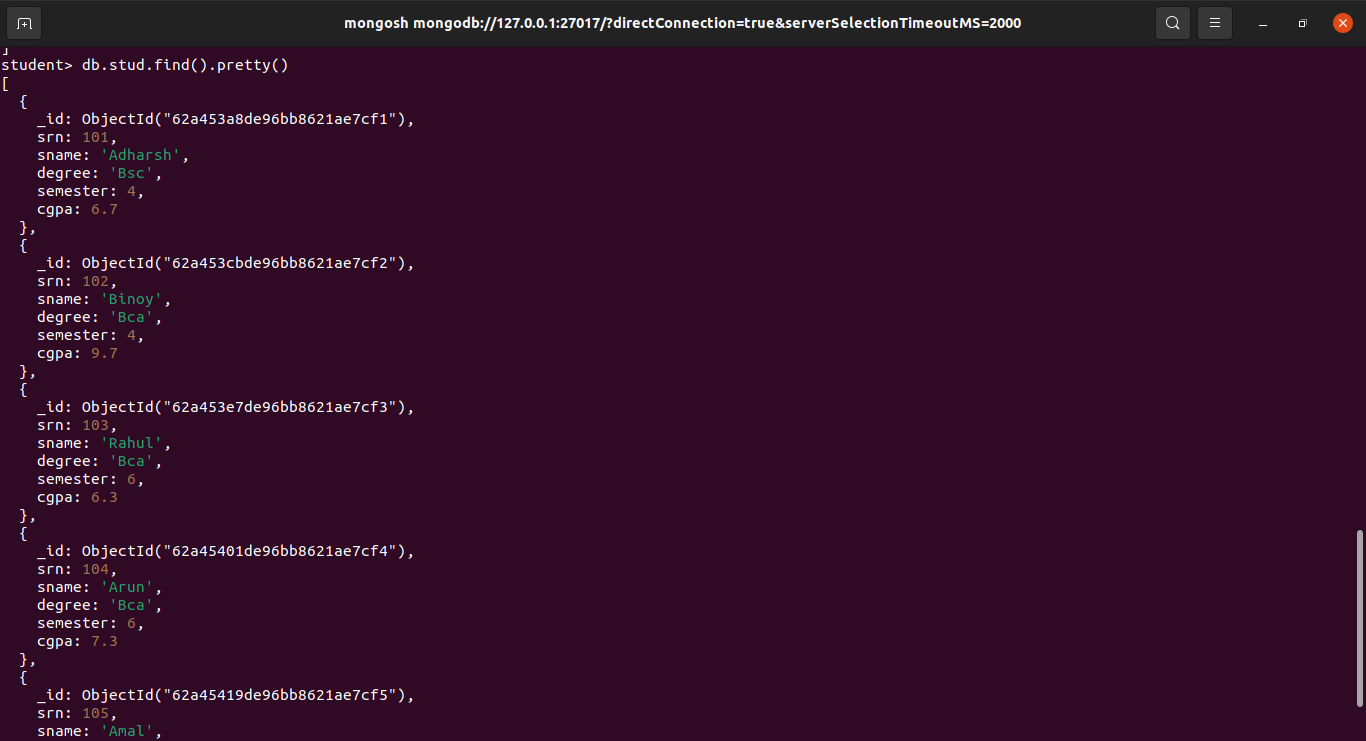 mongosh mongodb://127.0.0.1:27017/?directConnection=true&serverSelectionTimeoutMS=2000
]
student> db.stud.find().pretty()
[
  {
    _id: ObjectId("62a453a8de96bb8621ae7cf1"),
    srn: 101,
    sname: 'Adharsh',
    degree: 'Bsc',
    semester: 4,
    cgpa: 6.7
  },
  {
    _id: ObjectId("62a453cbde96bb8621ae7cf2"),
    srn: 102,
    sname: 'Binoy',
    degree: 'Bca',
    semester: 4,
    cgpa: 9.7
  },
  {
    _id: ObjectId("62a453e7de96bb8621ae7cf3"),
    srn: 103,
    sname: 'Rahul',
    degree: 'Bca',
    semester: 6,
    cgpa: 6.3
  },
  {
    _id: ObjectId("62a45401de96bb8621ae7cf4"),
    srn: 104,
    sname: 'Arun',
    degree: 'Bca',
    semester: 6,
    cgpa: 7.3
  },
  {
    _id: ObjectId("62a45419de96bb8621ae7cf5"),
    srn: 105,
    sname: 'Amal',